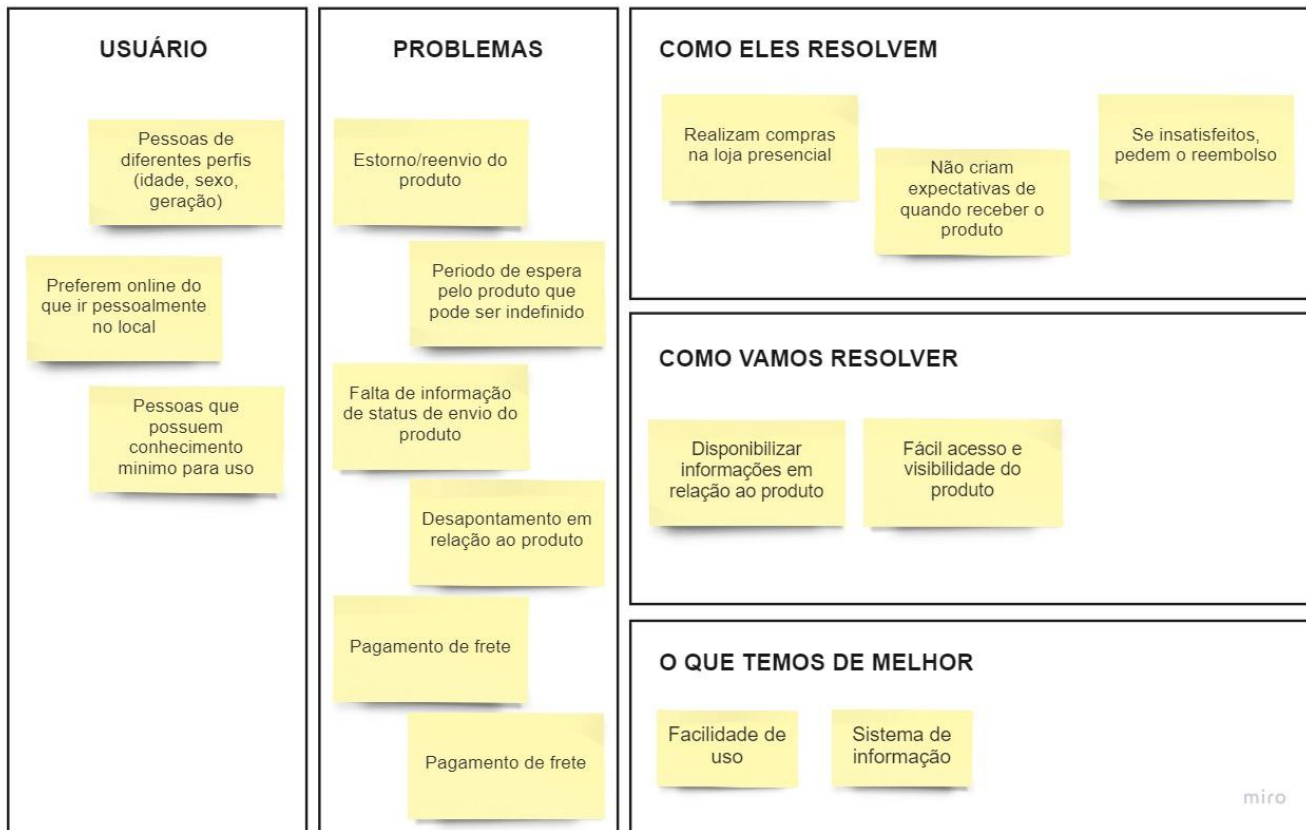 USUÁRIO
Pessoas de
diferentes perfis
(idade, sexo,
geração)
Preferem online do
que ir pessoalmente
no local
Pessoas que
possuem
conhecimento
minimo para uso
PROBLEMAS
Estorno/reenvio do
produto
Periodo de espera
pelo produto que
pode ser indefinido
Falta de informação
de status de envio do
produto
Desapontamento em
relação ao produto
Pagamento de frete
Pagamento de frete
COMO ELES RESOLVEM
Realizam compras
na loja presencial
Não criam
expectativas de
quando receber o
produto
Se insatisfeitos,
pedem o reembolso
COMO VAMOS RESOLVER
Disponibilizar
informações em
relação ao produto
Fácil acesso e
visibilidade do
produto
O QUE TEMOS DE MELHOR
Facilidade de
uso
Sistema de
informação
miro